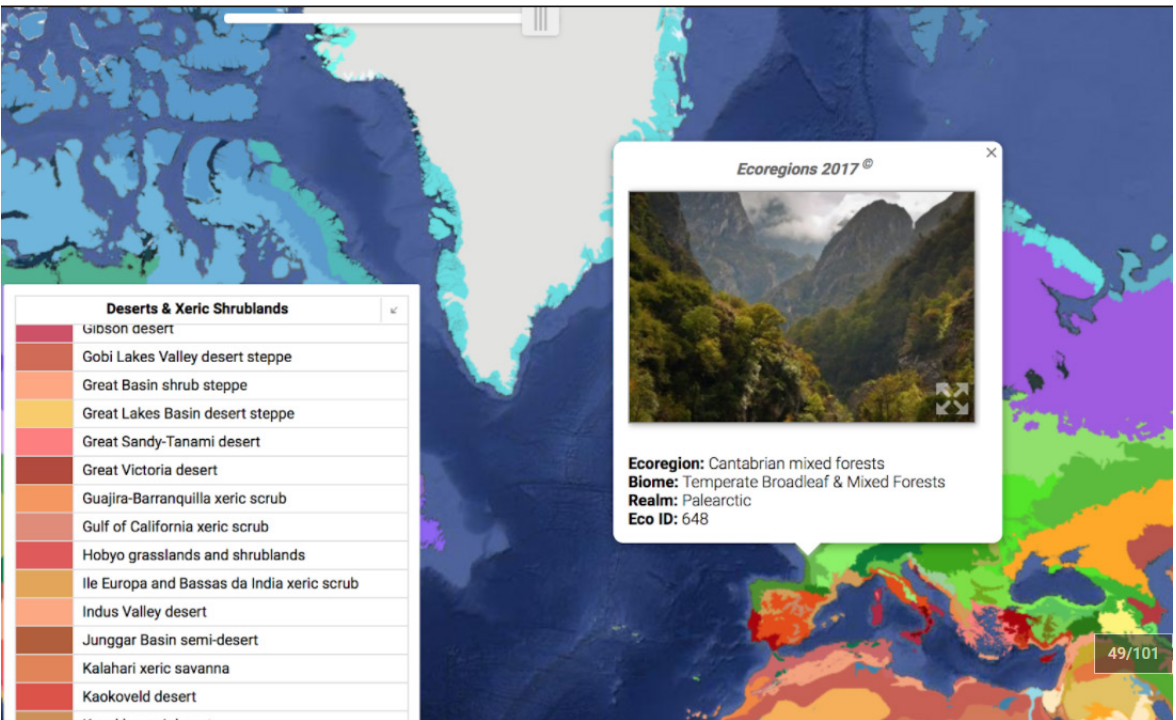 Ecoregions 2017 ©
Ecoregion: Cantabrian mixed forests
Biome: Temperate Broadleaf & Mixed Forests
Realm: Palearctic
Eco ID: 648
Deserts & Xeric Shrublands
Gibson desert
Gobi Lakes Valley desert steppe
Great Basin shrub steppe
Great Lakes Basin desert steppe
Great Sandy-Tanami desert
Great Victoria desert
Guajira-Barranquilla xeric scrub
Gulf of California xeric scrub
Hobyo grasslands and shrublands
Ile Europa and Bassas da India xeric scrub
Indus Valley desert
Junggar Basin semi-desert
Kalahari xeric savanna
Kaokoveld desert
49/101